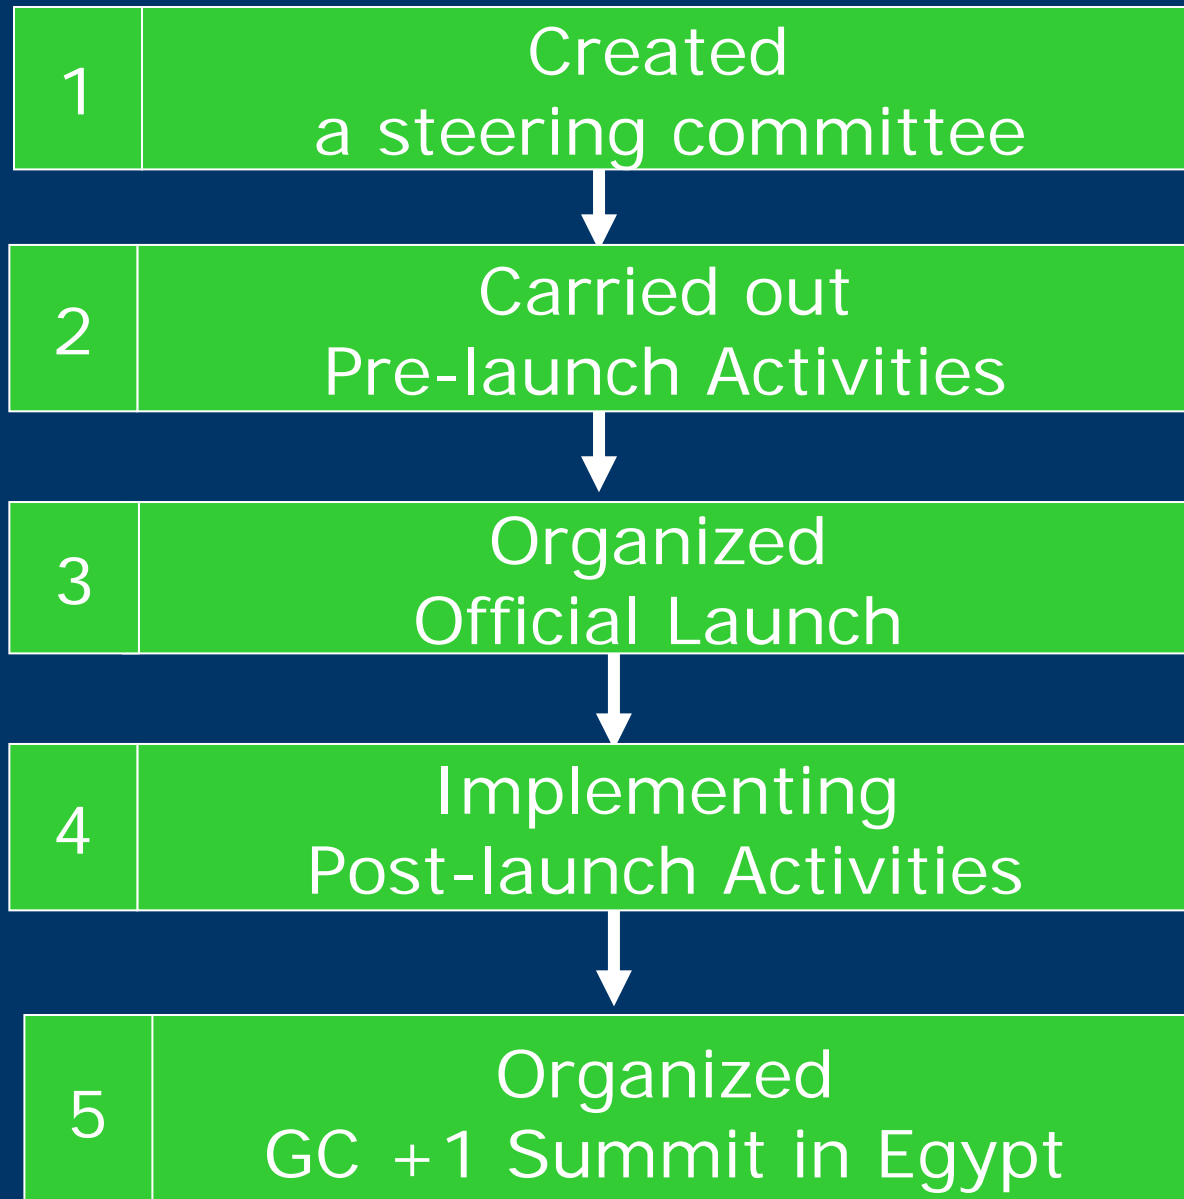 1
Created
a steering committee
2
Carried out
Pre-launch Activities
3
Organized
Official Launch
4
Implementing
Post-launch Activities
5
Organized
GC +1 Summit in Egypt